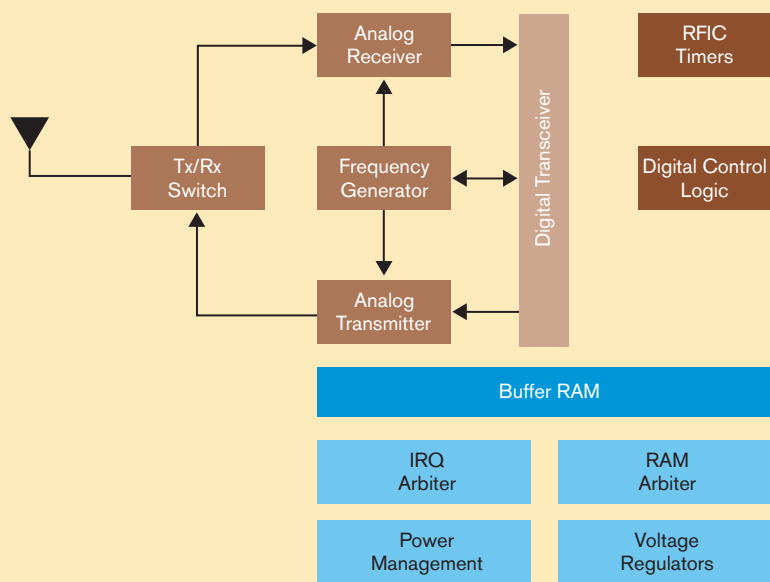 Analog
Receiver
RFIC
Timers
Tx/Rx
Switch
Frequency
Generator
Digital Transceiver
Digital Control
Logic
Analog
Transmitter
Buffer RAM
IRQ
Arbiter
RAM
Arbiter
Power
Management
Voltage
Regulators